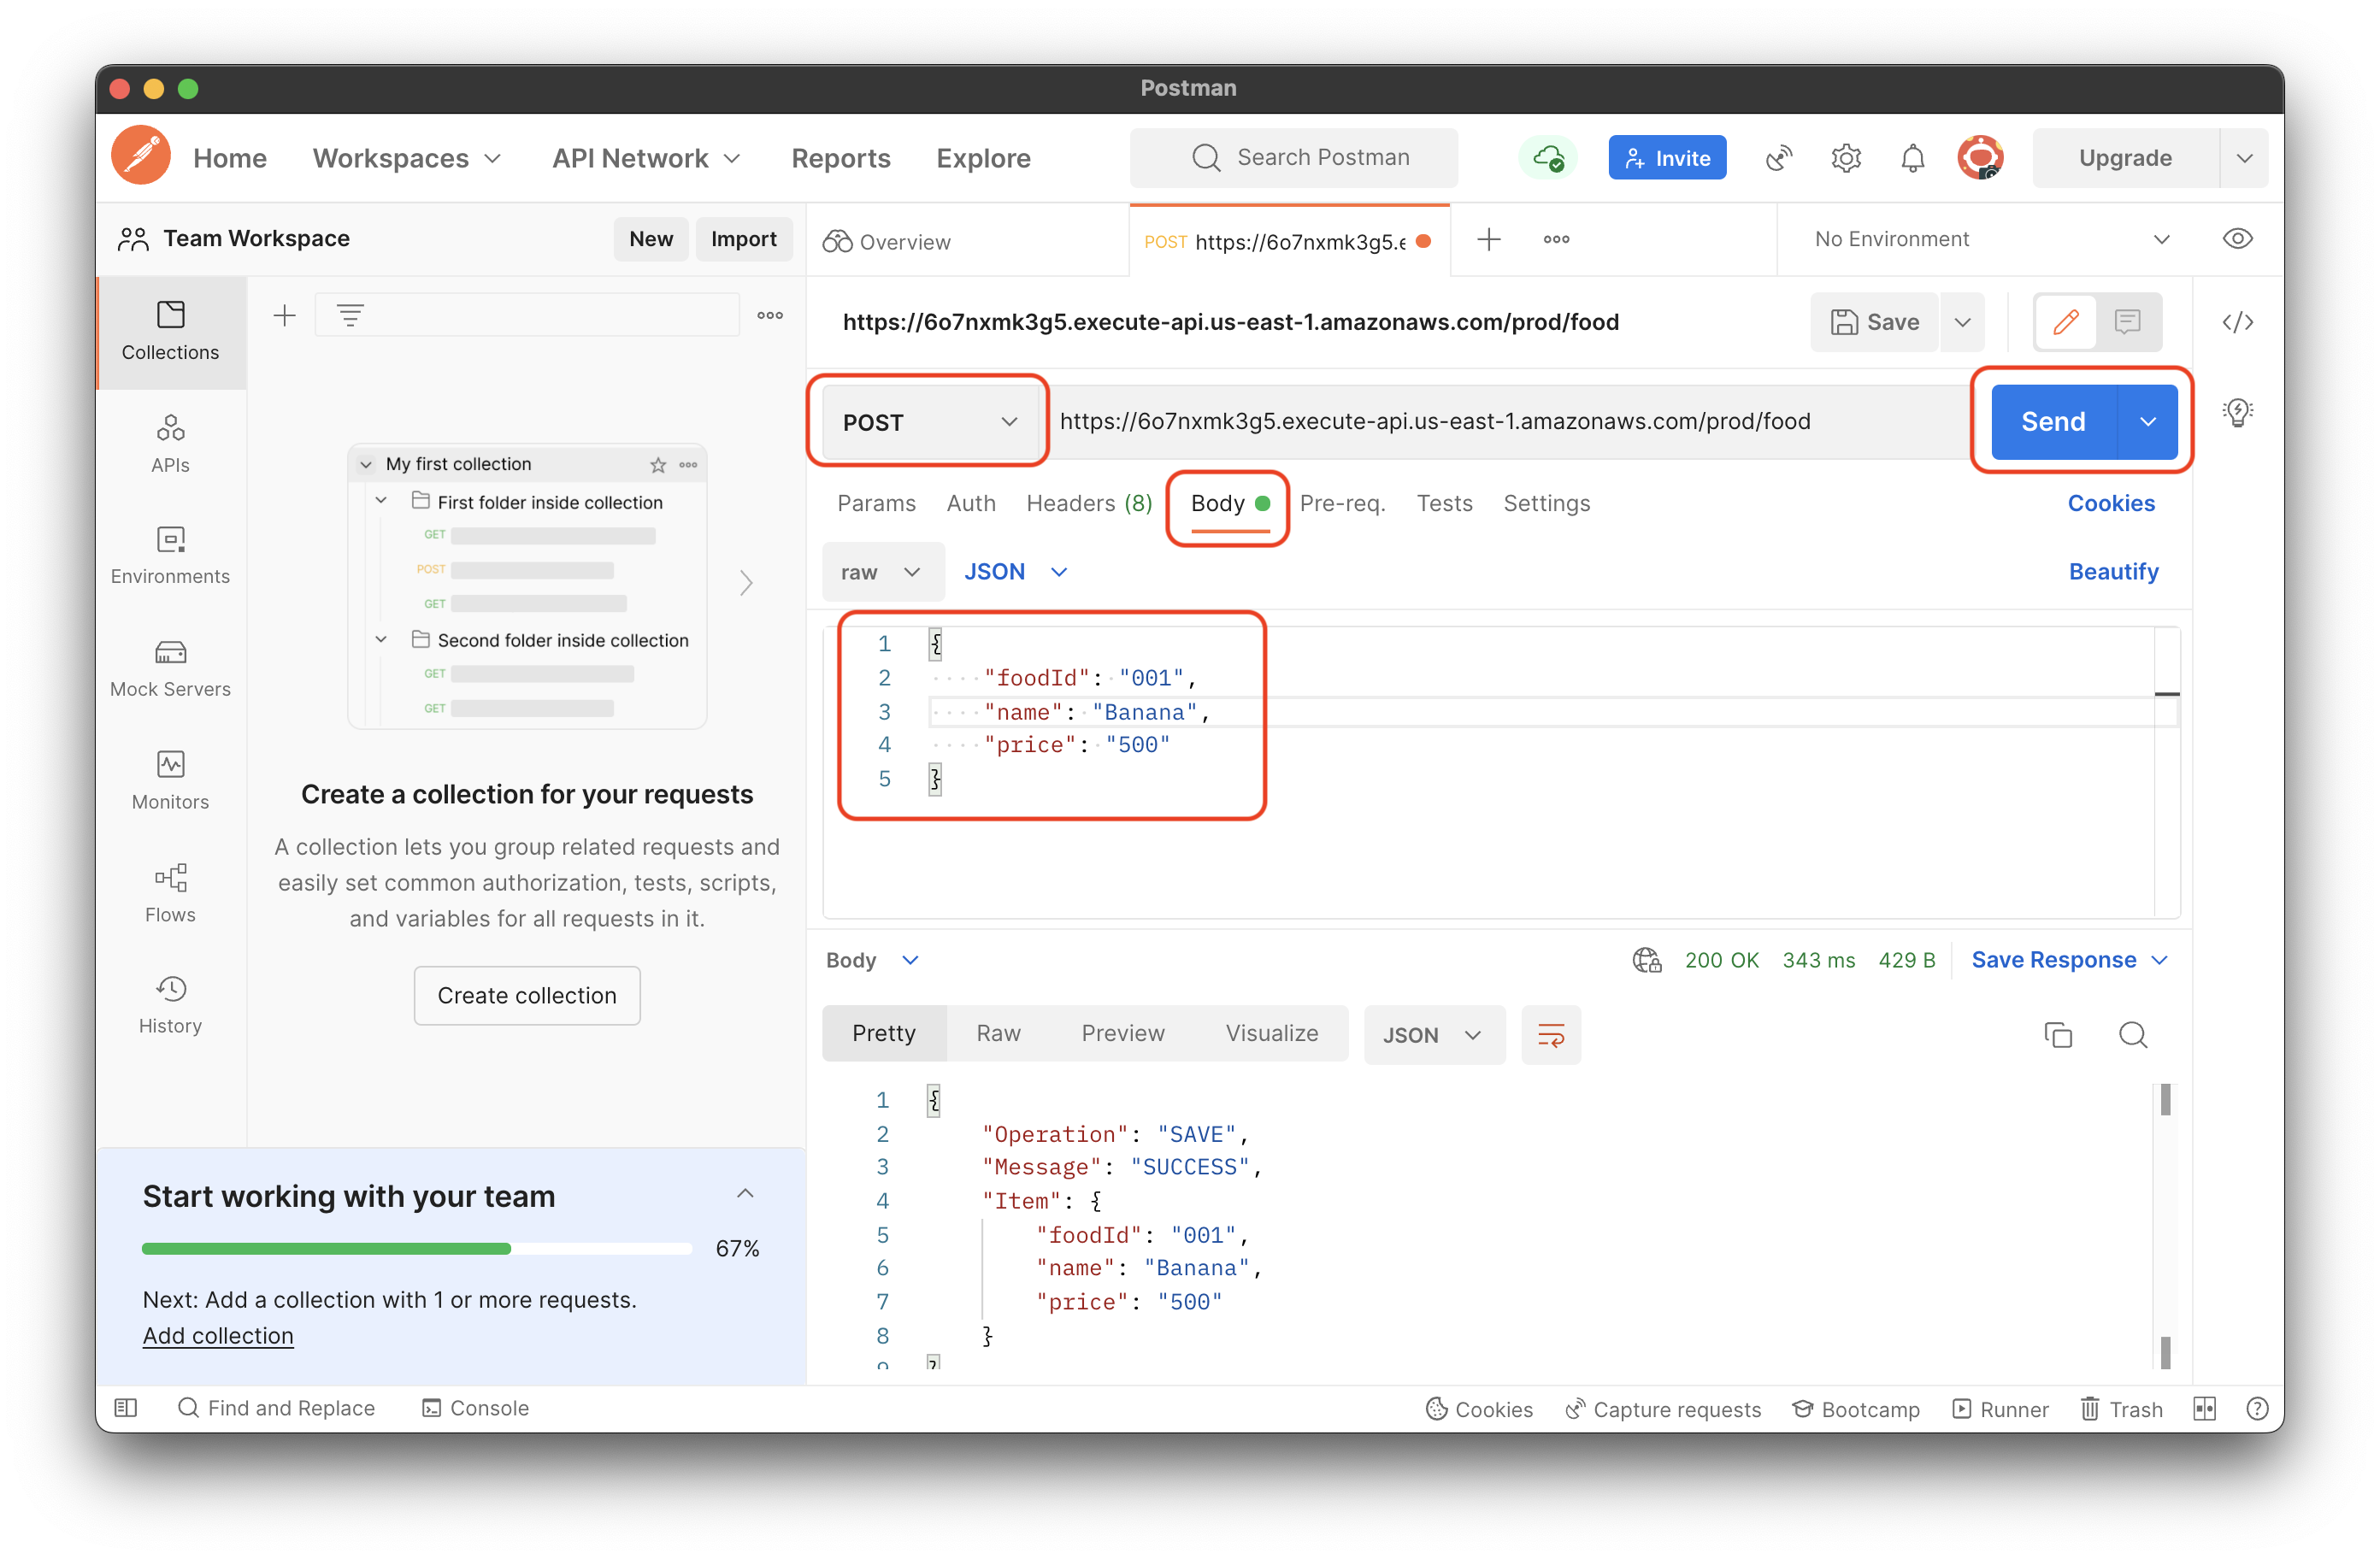 Postman
Home Workspaces API Network Reports Explore Search Postman Invite Upgrade
Team Workspace New Import
Overview POST https://6o7nxmk3g5.e No Environment
https://6o7nxmk3g5.execute-api.us-east-1.amazonaws.com/prod/food Save
POST https://6o7nxmk3g5.execute-api.us-east-1.amazonaws.com/prod/food Send
Params Auth Headers (8) Body Pre-req. Tests Settings Cookies
raw JSON Beautify
1 {
2 "foodId": "001",
3 "name": "Banana",
4 "price": "500"
5 }
Collections
APIs
Environments
Mock Servers
Monitors
Flows
History
My first collection
First folder inside collection
GET
POST
GET
Second folder inside collection
GET
GET
Create a collection for your requests
A collection lets you group related requests and
easily set common authorization, tests, scripts,
and variables for all requests in it.
Create collection
Body 200 OK 343 ms 429 B Save Response
Pretty Raw Preview Visualize JSON
1 {
2 "Operation": "SAVE",
3 "Message": "SUCCESS",
4 "Item": {
5 "foodId": "001",
6 "name": "Banana",
7 "price": "500"
8 }
9 }
Start working with your team
67%
Next: Add a collection with 1 or more requests.
Add collection
Find and Replace Console Cookies Capture requests Bootcamp Runner Trash